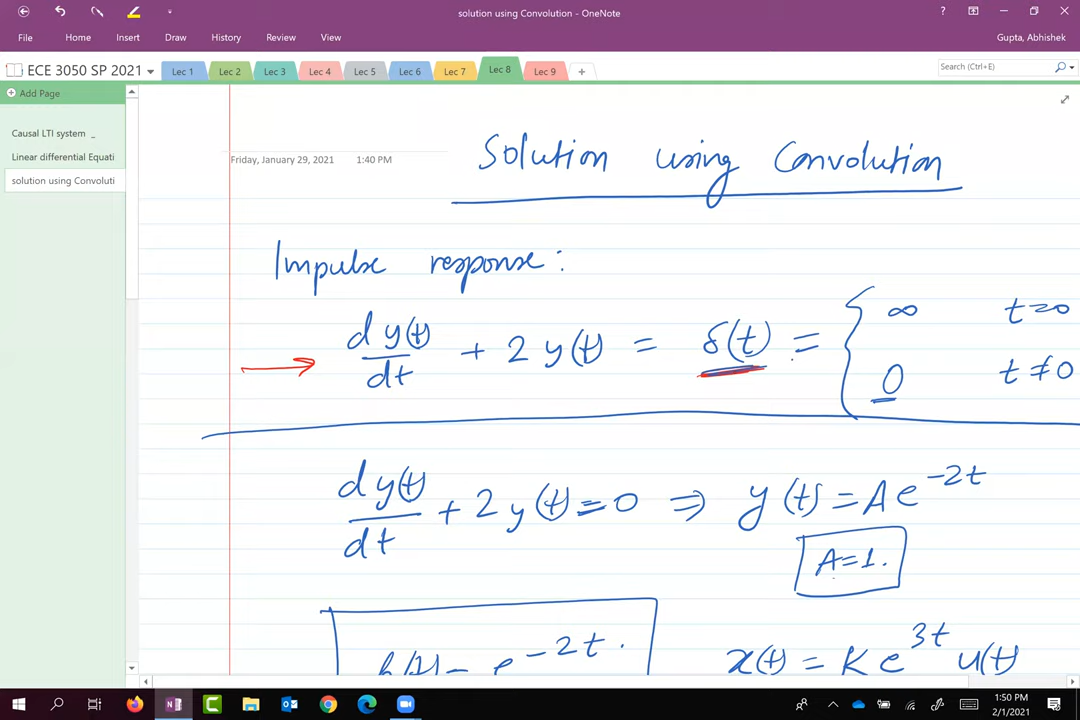 solution using Convolution - OneNote
?
File Home Insert Draw History Review View
Gupta, Abhishek
ECE 3050 SP 2021
Lec 1 Lec 2 Lec 3 Lec 4 Lec 5 Lec 6 Lec 7 Lec 8 Lec 9 +
Search (Ctrl+E)
Add Page
Causal LTI system _
Linear differential Equati
solution using Convoluti
Friday, January 29, 2021 1:40 PM
Solution using Convolution
Impulse response:
dy(t)/dt + 2y(t) = δ(t) = { ∞ t=0
0 t≠0
dy(t)/dt + 2y(t)=0 ⇒ y(t)=Ae^-2t
A=1.
h(t)= e^-2t.
x(t) = Ke^3t u(t)
1:50 PM
2/1/2021